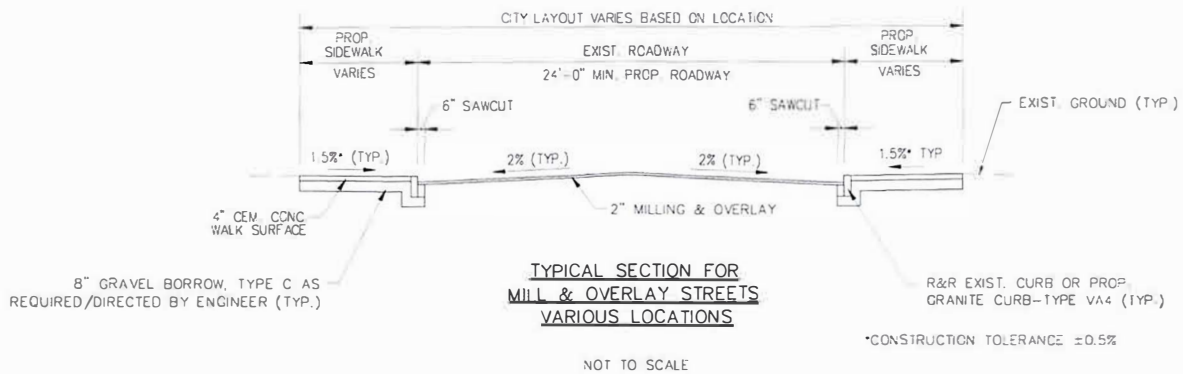 CITY LAYOUT VARIES BASED ON LOCATION
PROP.
SIDEWALK
VARIES
EXIST. ROADWAY
24'-0" MIN. PROP. ROADWAY
PROP.
SIDEWALK
VARIES
6" SAWCUT
6" SAWCUT
EXIST. GROUND (TYP.)
1.5%* (TYP.)
2% (TYP.)
2% (TYP.)
1.5%* TYP
4" CEM. CONC.
WALK SURFACE
2" MILLING & OVERLAY
8" GRAVEL BORROW, TYPE C AS
REQUIRED/DIRECTED BY ENGINEER (TYP.)
TYPICAL SECTION FOR
MILL & OVERLAY STREETS
VARIOUS LOCATIONS
R&R EXIST. CURB OR PROP.
GRANITE CURB-TYPE VA4 (TYP.)
*CONSTRUCTION TOLERANCE ±0.5%
NOT TO SCALE